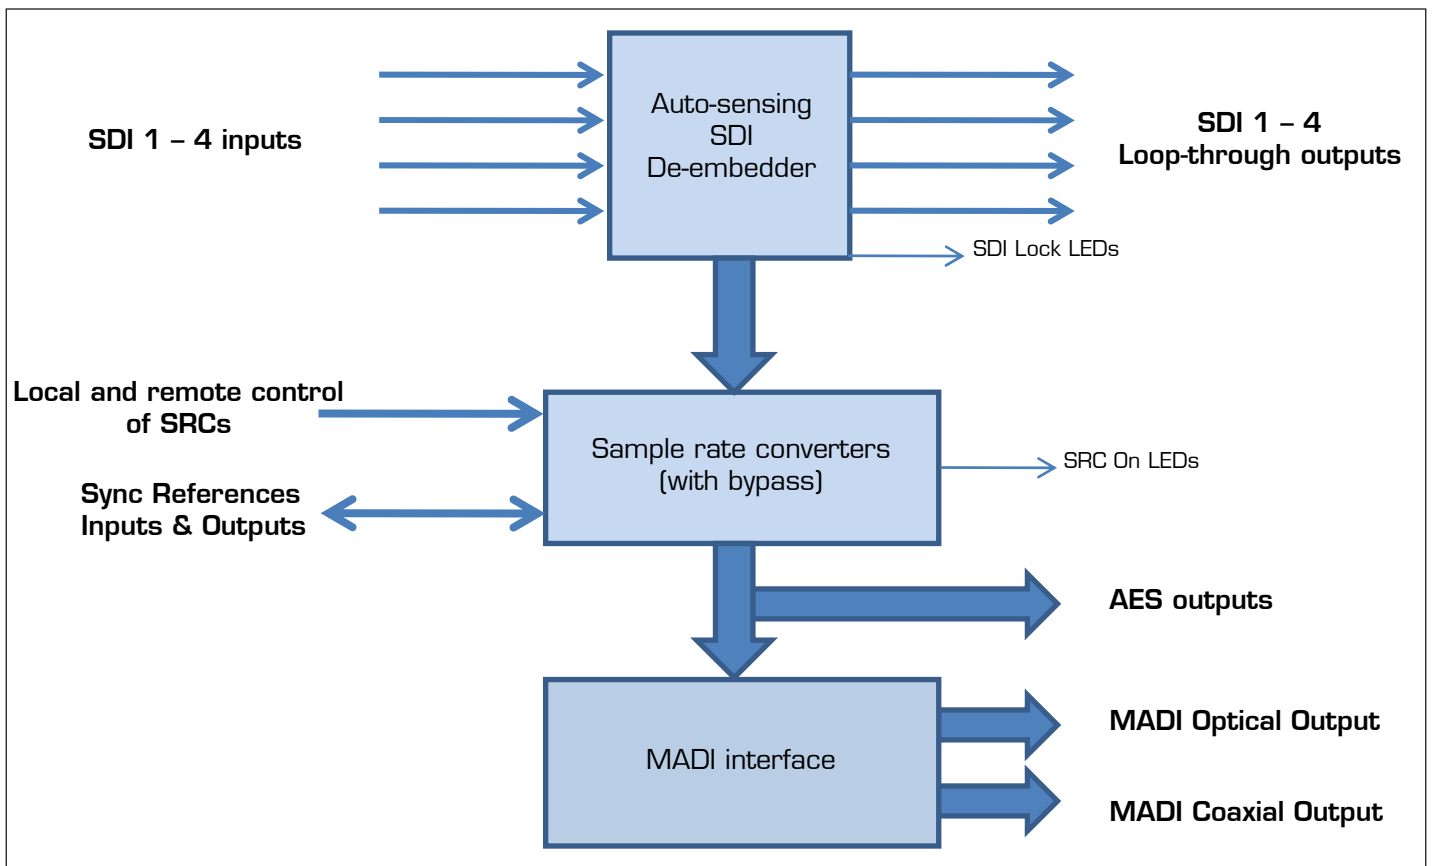 SDI 1 – 4 inputs
Auto-sensing
SDI
De-embedder
SDI 1 – 4
Loop-through outputs
SDI Lock LEDs
Local and remote control
of SRCs
Sync References
Inputs & Outputs
Sample rate converters
(with bypass)
SRC On LEDs
AES outputs
MADI interface
MADI Optical Output
MADI Coaxial Output